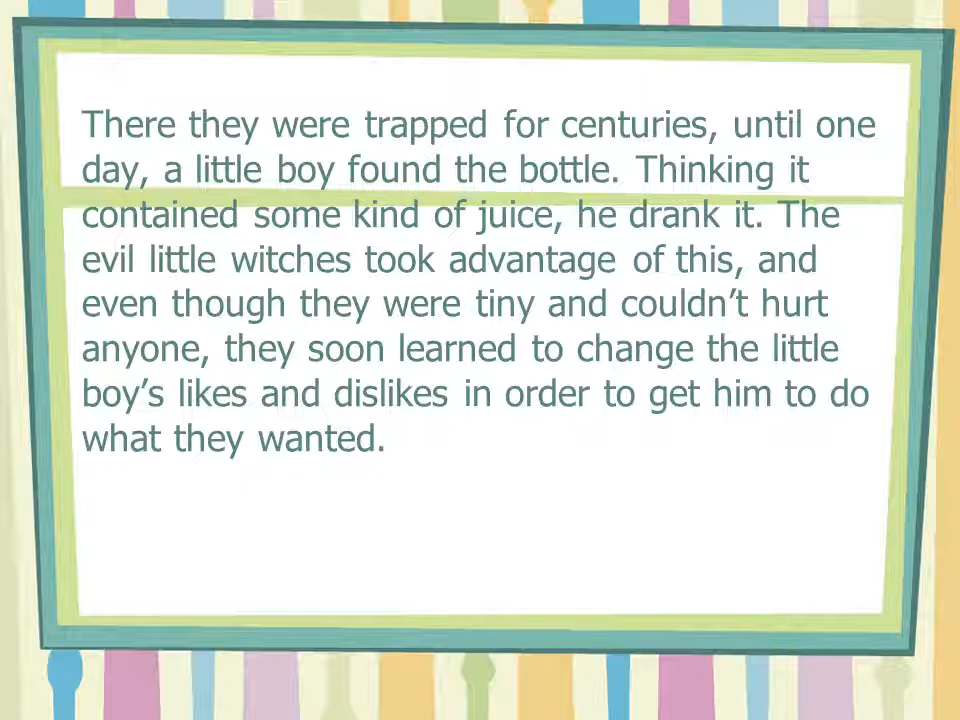 There they were trapped for centuries, until one
day, a little boy found the bottle. Thinking it
contained some kind of juice, he drank it. The
evil little witches took advantage of this, and
even though they were tiny and couldn’t hurt
anyone, they soon learned to change the little
boy’s likes and dislikes in order to get him to do
what they wanted.